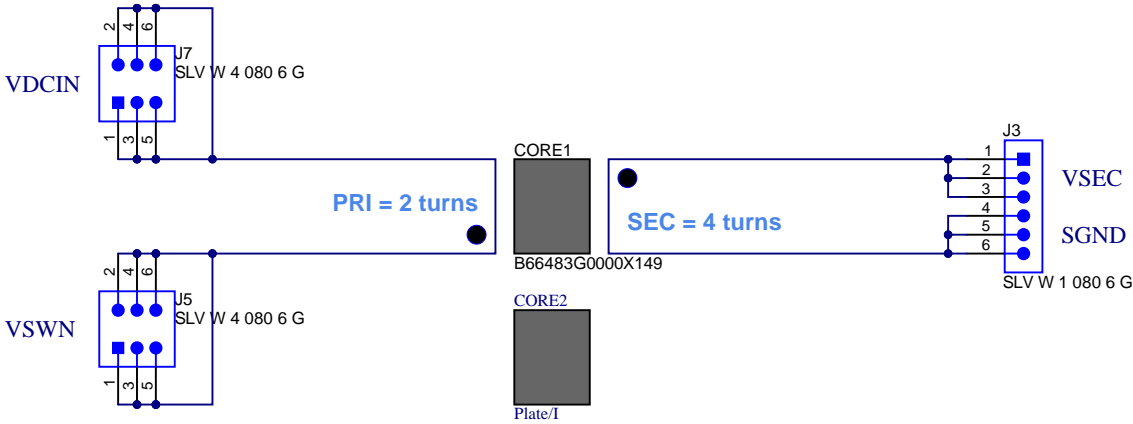 2 4 6
J7
SLV W 4 080 6 G
VDCIN
1 3 5
CORE1
PRI = 2 turns
B66483G0000X149
SEC = 4 turns
J3
1
2
3
4
5
6
VSEC
SGND
SLV W 1 080 6 G
2 4 6
J5
SLV W 4 080 6 G
VSWN
1 3 5
CORE2
Plate/I